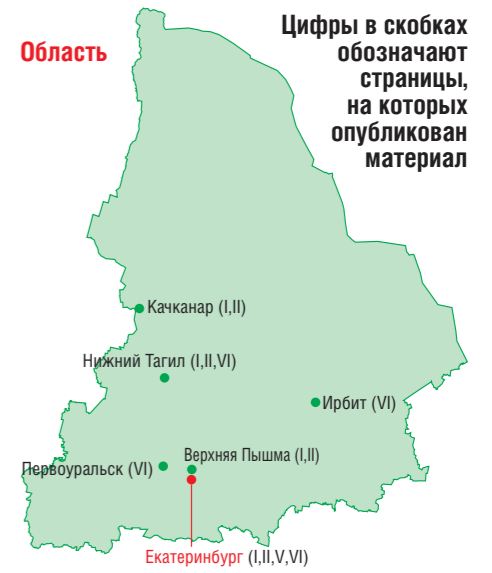 Область
Цифры в скобках
обозначают
страницы,
на которых
опубликован
материал
Качканар (I,II)
Нижний Тагил (I,II,VI)
Ирбит (VI)
Верхняя Пышма (I,II)
Первоуральск (VI)
Екатеринбург (I,II,V,VI)